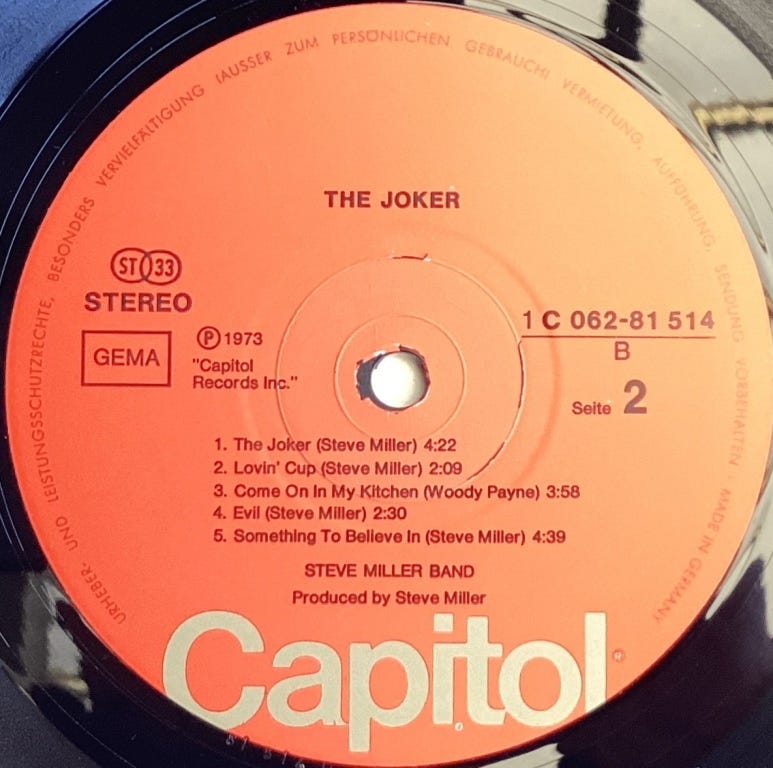 URHEBER- UND LEISTUNGSSCHUTZRECHTE, BESONDERS VERVIELFÄLTIGUNG (AUSSER ZUM PERSÖNLICHEN GEBRAUCH) VERMIETUNG, AUFFÜHRUNG, SENDUNG VORBEHALTEN · MADE IN GERMANY
THE JOKER
ST 33
STEREO
GEMA
Ⓟ 1973
"Capitol
Records Inc."
1 C 062-81 514
B
Seite 2
1. The Joker (Steve Miller) 4:22
2. Lovin' Cup (Steve Miller) 2:09
3. Come On In My Kitchen (Woody Payne) 3:58
4. Evil (Steve Miller) 2:30
5. Something To Believe In (Steve Miller) 4:39
STEVE MILLER BAND
Produced by Steve Miller
Capitol®